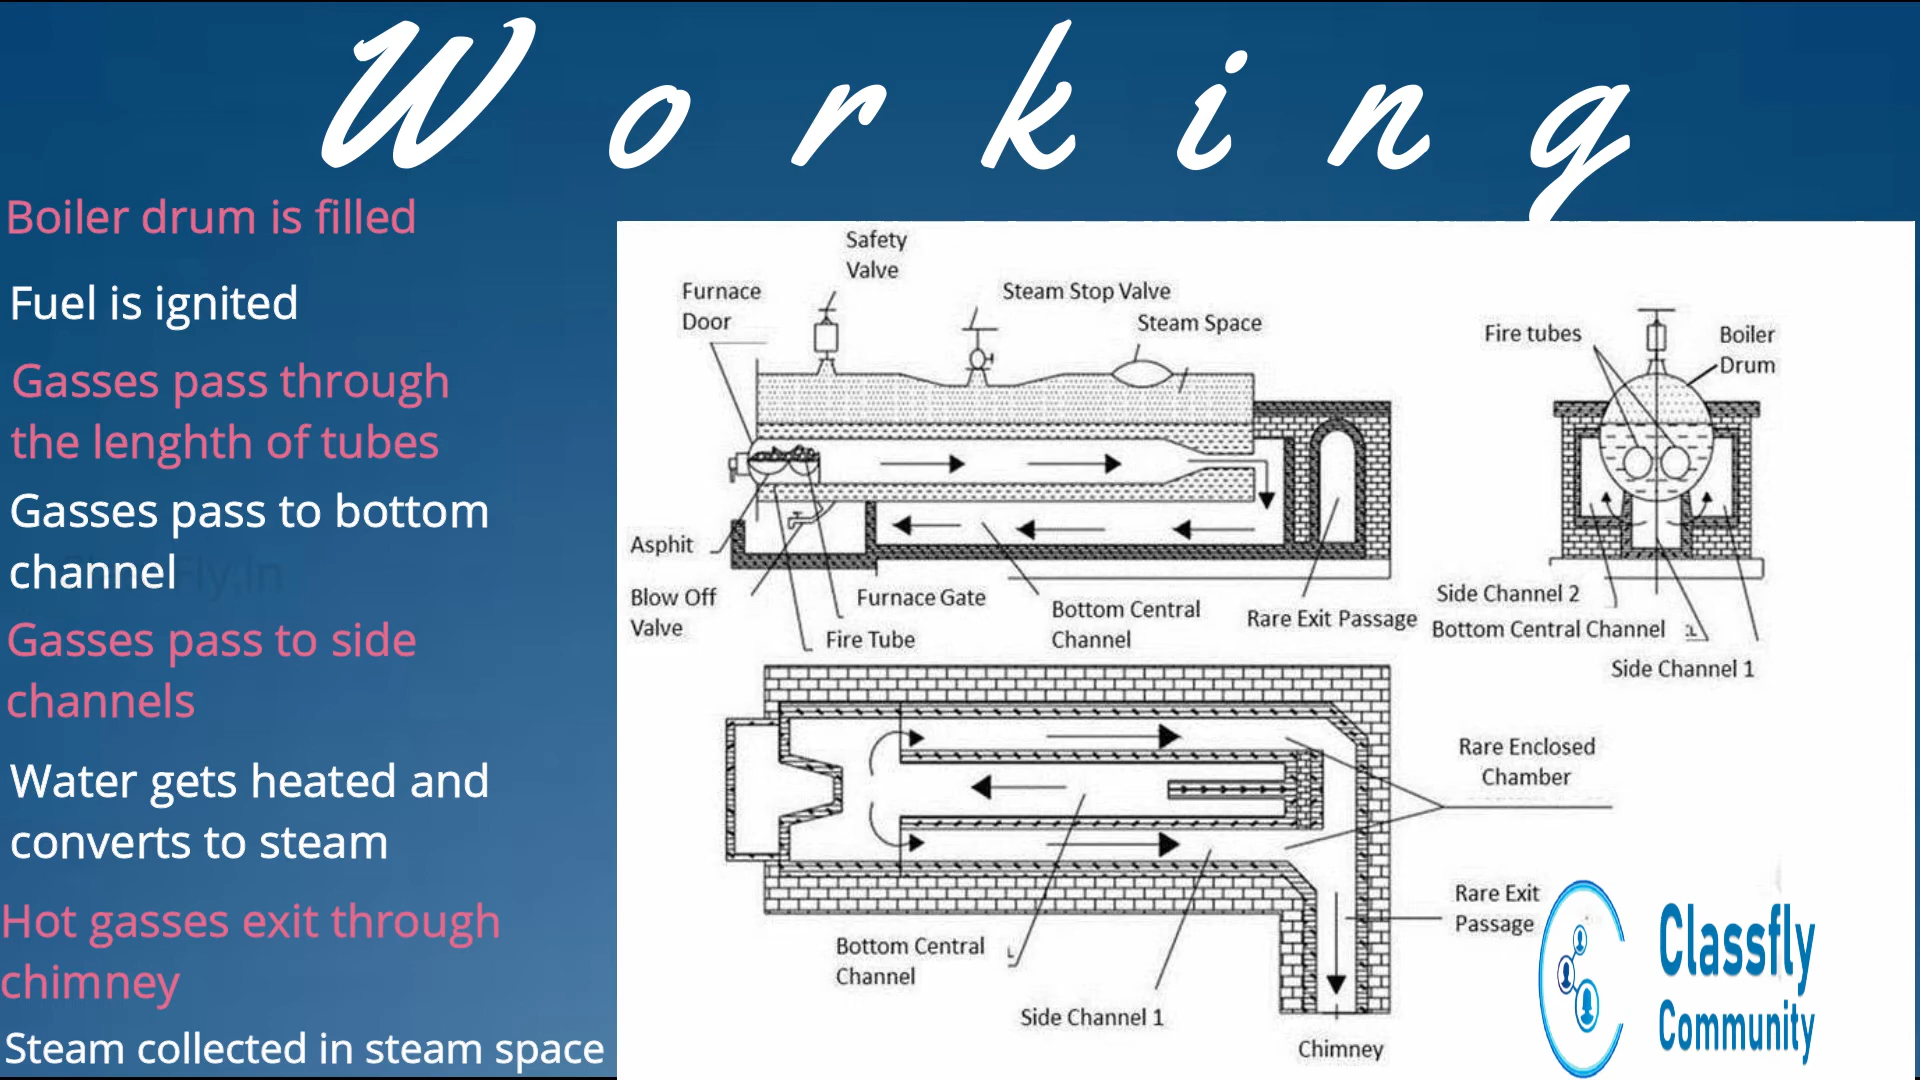 Working
Boiler drum is filled
Fuel is ignited
Gasses pass through
the lenghth of tubes
Gasses pass to bottom
channel
Gasses pass to side
channels
Water gets heated and
converts to steam
Hot gasses exit through
chimney
Steam collected in steam space
Safety
Valve
Furnace
Door
Steam Stop Valve
Steam Space
Asphit
Blow Off
Valve
Furnace Gate
Fire Tube
Bottom Central
Channel
Rare Exit Passage
Fire tubes
Boiler
Drum
Side Channel 2
Bottom Central Channel
Side Channel 1
Rare Enclosed
Chamber
Rare Exit
Passage
Bottom Central
Channel
Side Channel 1
Chimney
Classfly
Community